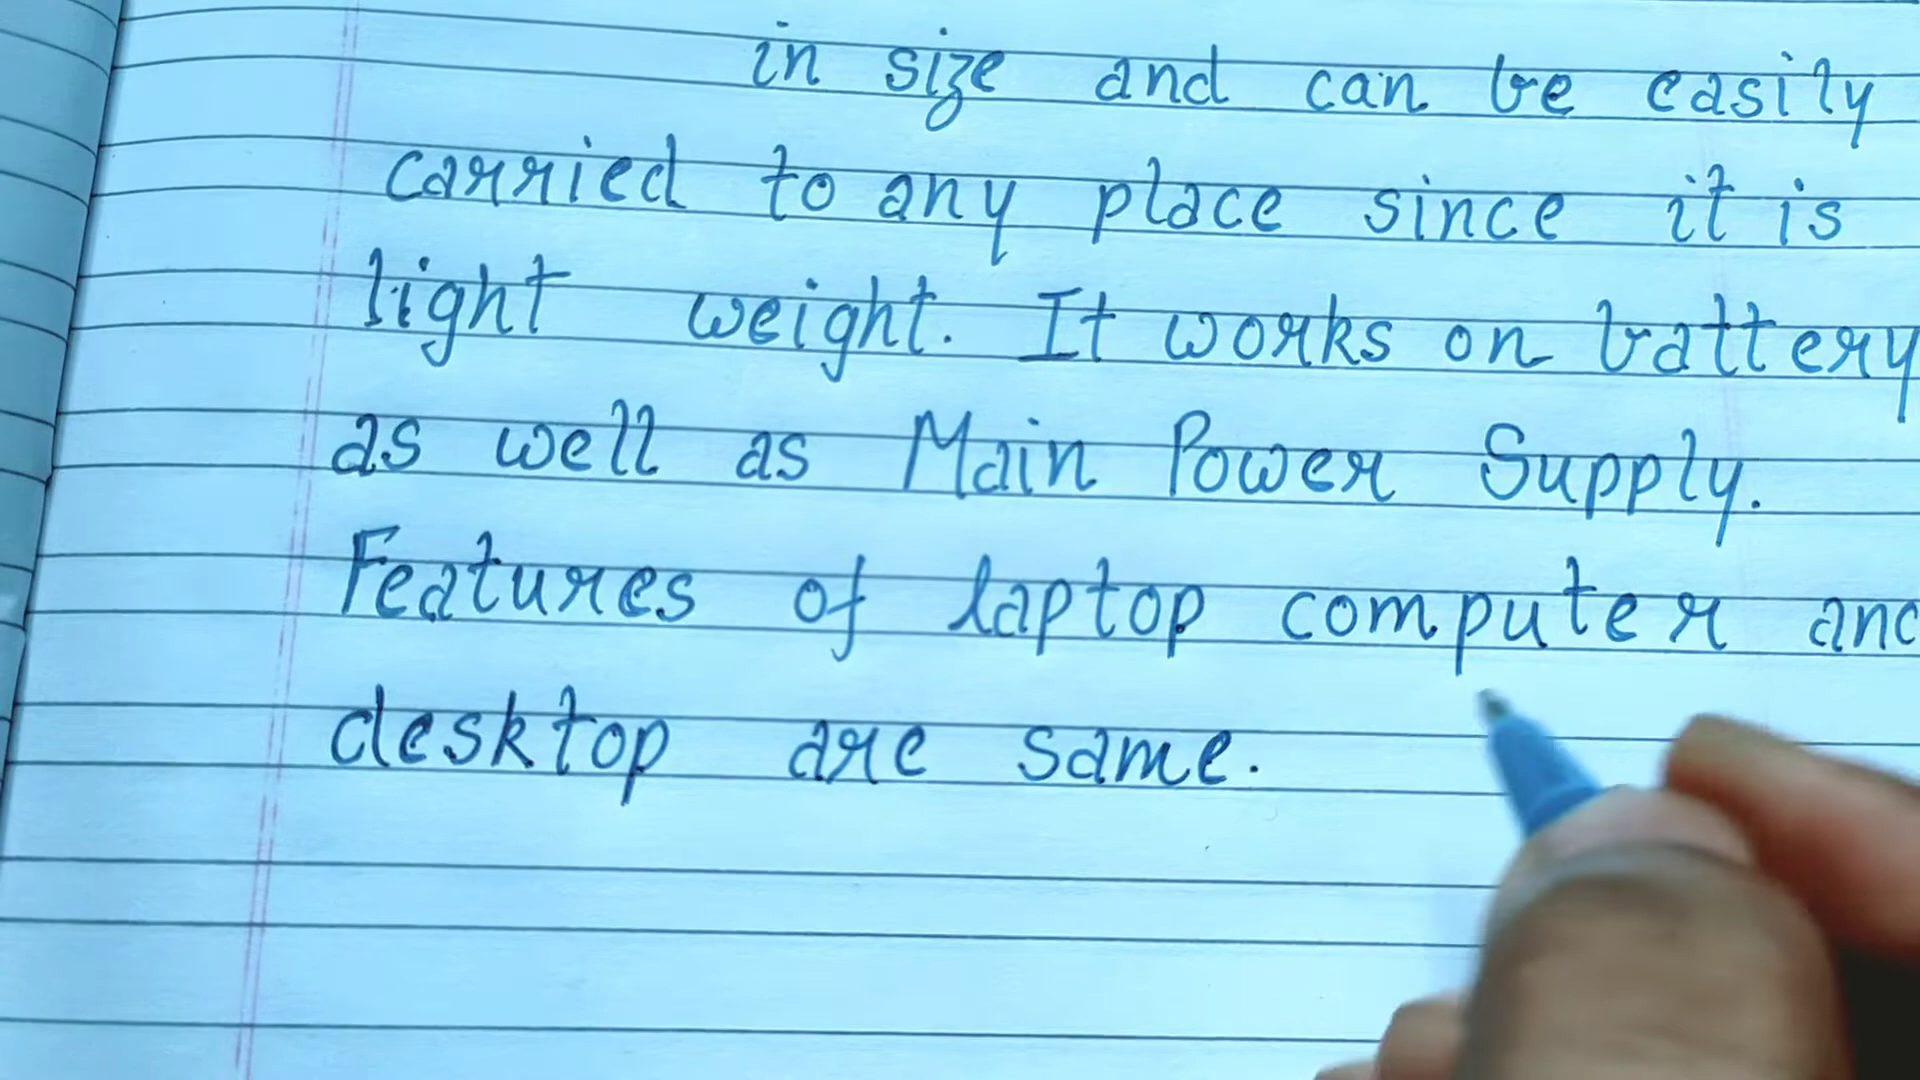 in size and can be easily
carried to any place since it is
light weight. It works on battery
as well as Main Power Supply.
Features of laptop computer and
desktop are same.